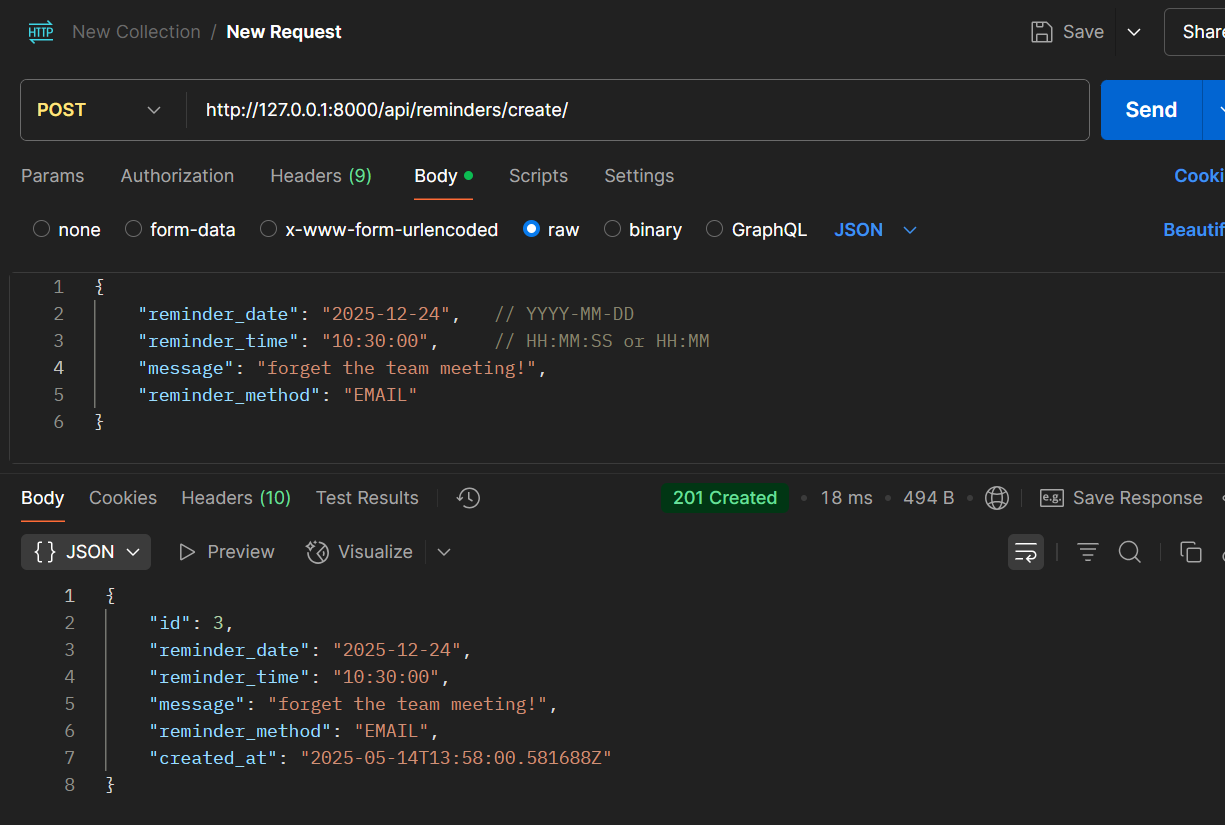 HTTP New Collection / New Request Save Share
POST http://127.0.0.1:8000/api/reminders/create/ Send
Params Authorization Headers (9) Body Scripts Settings Cooki
none form-data x-www-form-urlencoded raw binary GraphQL JSON Beautif
1 {
2 "reminder_date": "2025-12-24", // YYYY-MM-DD
3 "reminder_time": "10:30:00", // HH:MM:SS or HH:MM
4 "message": "forget the team meeting!",
5 "reminder_method": "EMAIL"
6 }
Body Cookies Headers (10) Test Results 201 Created • 18 ms • 494 B • e.g. Save Response
{} JSON Preview Visualize
1 {
2 "id": 3,
3 "reminder_date": "2025-12-24",
4 "reminder_time": "10:30:00",
5 "message": "forget the team meeting!",
6 "reminder_method": "EMAIL",
7 "created_at": "2025-05-14T13:58:00.581688Z"
8 }